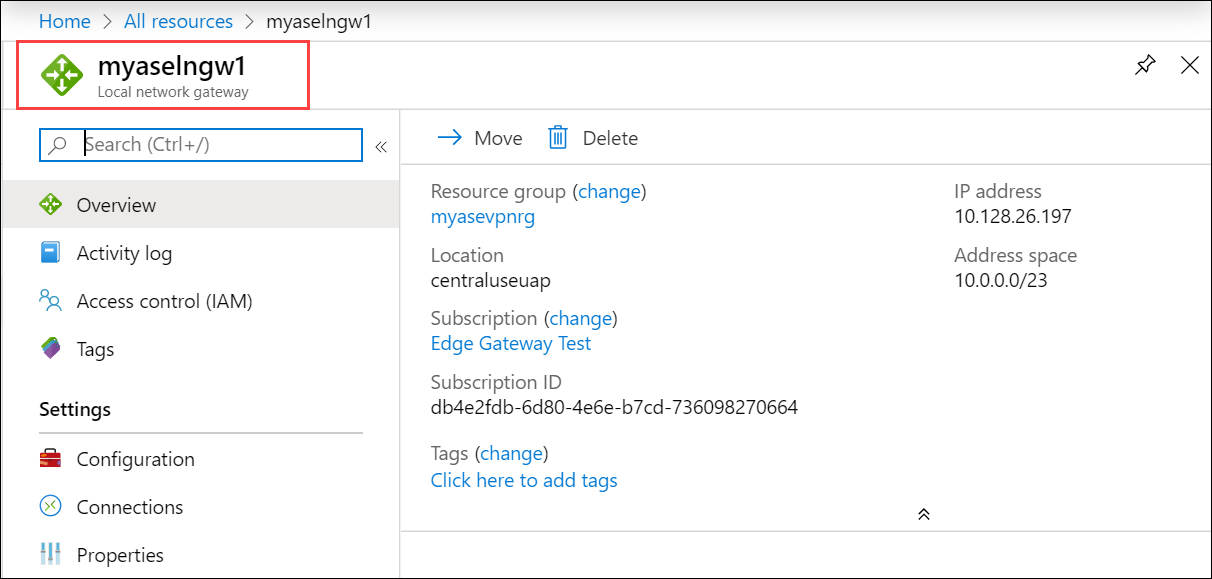 Home > All resources > myaselngw1
myaselngw1
Local network gateway
Search (Ctrl+/)
«
Overview
Activity log
Access control (IAM)
Tags
Settings
Configuration
Connections
Properties
Move
Delete
Resource group (change)
myasevpnrg
Location
centraluseuap
Subscription (change)
Edge Gateway Test
Subscription ID
db4e2fdb-6d80-4e6e-b7cd-736098270664
Tags (change)
Click here to add tags
IP address
10.128.26.197
Address space
10.0.0.0/23